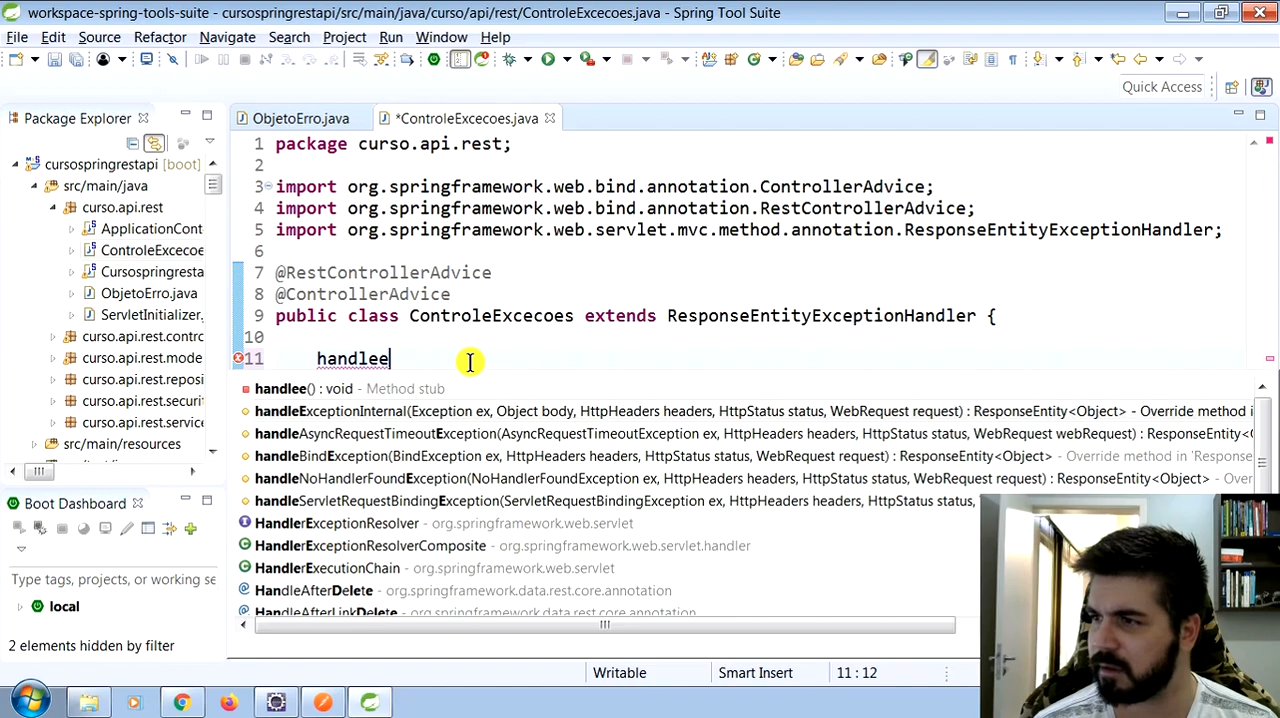 workspace-spring-tools-suite - cursospringrestapi/src/main/java/curso/api/rest/ControleExcecoes.java - Spring Tool Suite
File Edit Source Refactor Navigate Search Project Run Window Help
Quick Access
Package Explorer
ObjetoErro.java
*ControleExcecoes.java
cursospringrestapi [boot]
src/main/java
curso.api.rest
ApplicationCont
ControleExcecoe
Cursospringresta
ObjetoErro.java
ServletInitializer.
curso.api.rest.contro
curso.api.rest.mode
curso.api.rest.reposi
curso.api.rest.securi
curso.api.rest.service
src/main/resources
1 package curso.api.rest;
2
3 import org.springframework.web.bind.annotation.ControllerAdvice;
4 import org.springframework.web.bind.annotation.RestControllerAdvice;
5 import org.springframework.web.servlet.mvc.method.annotation.ResponseEntityExceptionHandler;
6
7 @RestControllerAdvice
8 @ControllerAdvice
9 public class ControleExcecoes extends ResponseEntityExceptionHandler {
10
11 handlee
handlee() : void - Method stub
handleExceptionInternal(Exception ex, Object body, HttpHeaders headers, HttpStatus status, WebRequest request) : ResponseEntity<Object> - Override method in
handleAsyncRequestTimeoutException(AsyncRequestTimeoutException ex, HttpHeaders headers, HttpStatus status, WebRequest webRequest) : ResponseEntity<
handleBindException(BindException ex, HttpHeaders headers, HttpStatus status, WebRequest request) : ResponseEntity<Object> - Override method in 'Response
handleNoHandlerFoundException(NoHandlerFoundException ex, HttpHeaders headers, HttpStatus status, WebRequest request) : ResponseEntity<Object> - Over
handleServletRequestBindingException(ServletRequestBindingException ex, HttpHeaders headers, HttpStatus status,
HandlerExceptionResolver - org.springframework.web.servlet
HandlerExceptionResolverComposite - org.springframework.web.servlet.handler
HandlerExecutionChain - org.springframework.web.servlet
HandleAfterDelete - org.springframework.data.rest.core.annotation
HandleAfterLinkDelete - org.springframework.data.rest.core.annotation
Boot Dashboard
Type tags, projects, or working se
local
2 elements hidden by filter
Writable
Smart Insert
11 : 12